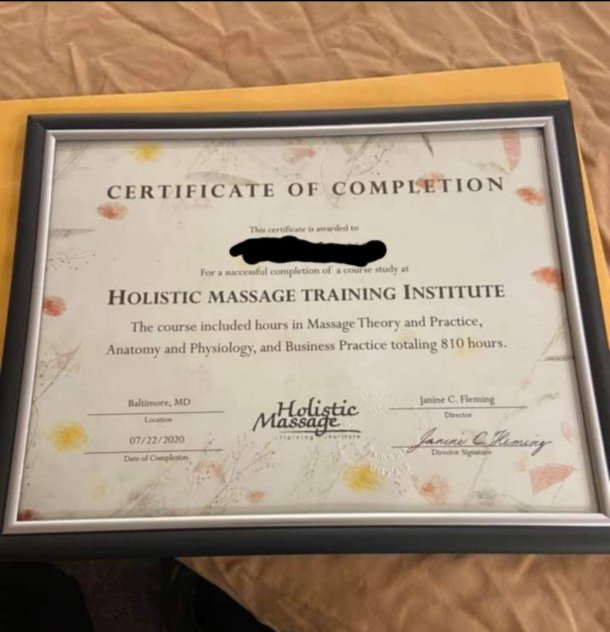 CERTIFICATE OF COMPLETION
This certificate is awarded to
For a successful completion of a course study at
HOLISTIC MASSAGE TRAINING INSTITUTE
The course included hours in Massage Theory and Practice,
Anatomy and Physiology, and Business Practice totaling 810 hours.
Baltimore, MD
Location
07/22/2020
Date of Completion
Holistic
Massage
training institute
Janine C. Fleming
Director
Janine C. Fleming
Director Signature